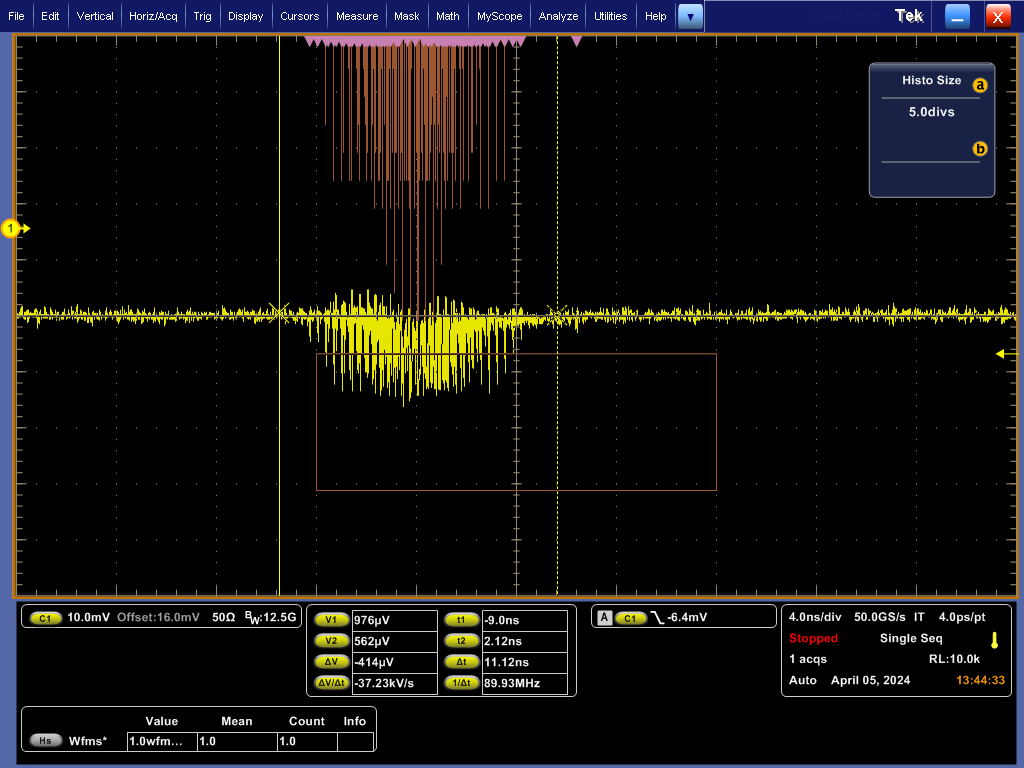 File Edit Vertical Horiz/Acq Trig Display Cursors Measure Mask Math MyScope Analyze Utilities Help Tek X
Histo Size a
5.0divs
b
1
C1 10.0mV Offset:16.0mV 50Ω BW:12.5G
V1 976µV t1 -9.0ns
V2 562µV t2 2.12ns
ΔV -414µV Δt 11.12ns
ΔV/Δt -37.23kV/s 1/Δt 89.93MHz
A C1 -6.4mV
4.0ns/div 50.0GS/s IT 4.0ps/pt
Stopped Single Seq
1 acqs RL:10.0k
Auto April 05, 2024 13:44:33
Value Mean Count Info
Hs Wfms* 1.0wfm... 1.0 1.0